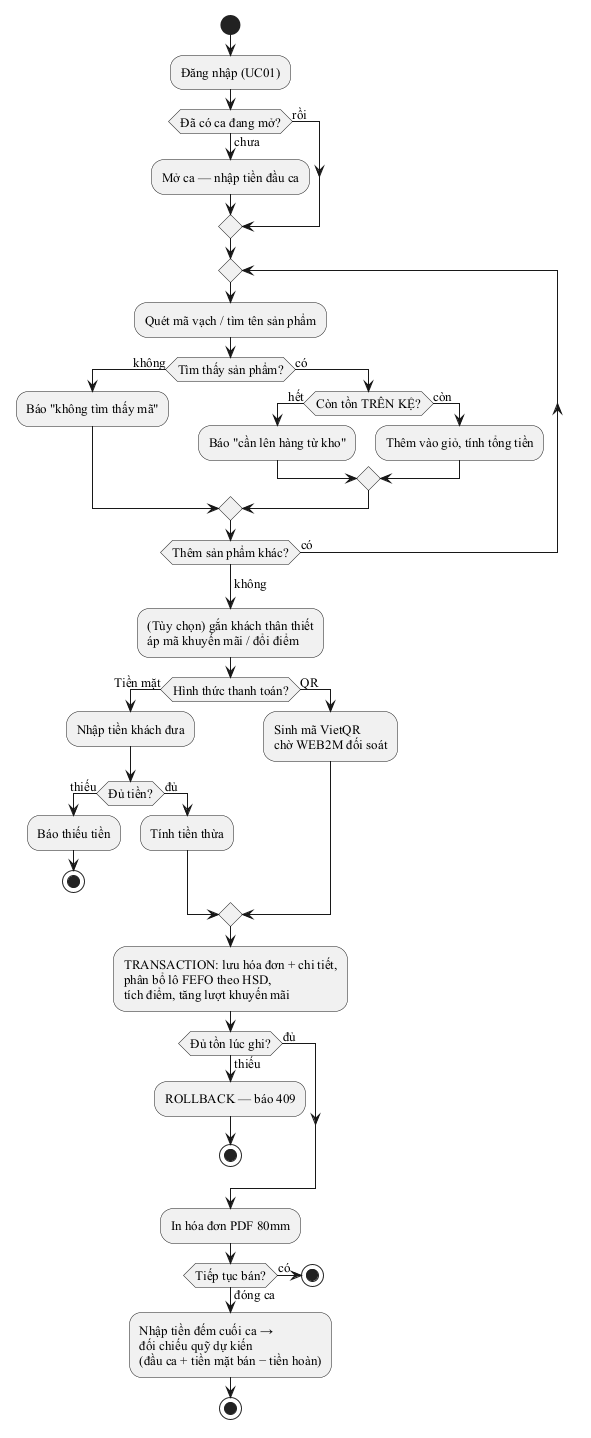 Đăng nhập (UC01)
Đã có ca đang mở?
rồi
chưa
Mở ca — nhập tiền đầu ca
Quét mã vạch / tìm tên sản phẩm
không
Tìm thấy sản phẩm?
có
Báo "không tìm thấy mã"
hết
Còn tồn TRÊN KỆ?
còn
Báo "cần lên hàng từ kho"
Thêm vào giỏ, tính tổng tiền
Thêm sản phẩm khác?
có
không
(Tùy chọn) gắn khách thân thiết
áp mã khuyến mãi / đổi điểm
Tiền mặt
Hình thức thanh toán?
QR
Nhập tiền khách đưa
Sinh mã VietQR
chờ WEB2M đối soát
thiếu
Đủ tiền?
đủ
Báo thiếu tiền
Tính tiền thừa
TRANSACTION: lưu hóa đơn + chi tiết,
phân bổ lô FEFO theo HSD,
tích điểm, tăng lượt khuyến mãi
Đủ tồn lúc ghi?
đủ
thiếu
ROLLBACK — báo 409
In hóa đơn PDF 80mm
Tiếp tục bán?
có
đóng ca
Nhập tiền đếm cuối ca →
đối chiếu quỹ dự kiến
(đầu ca + tiền mặt bán − tiền hoàn)